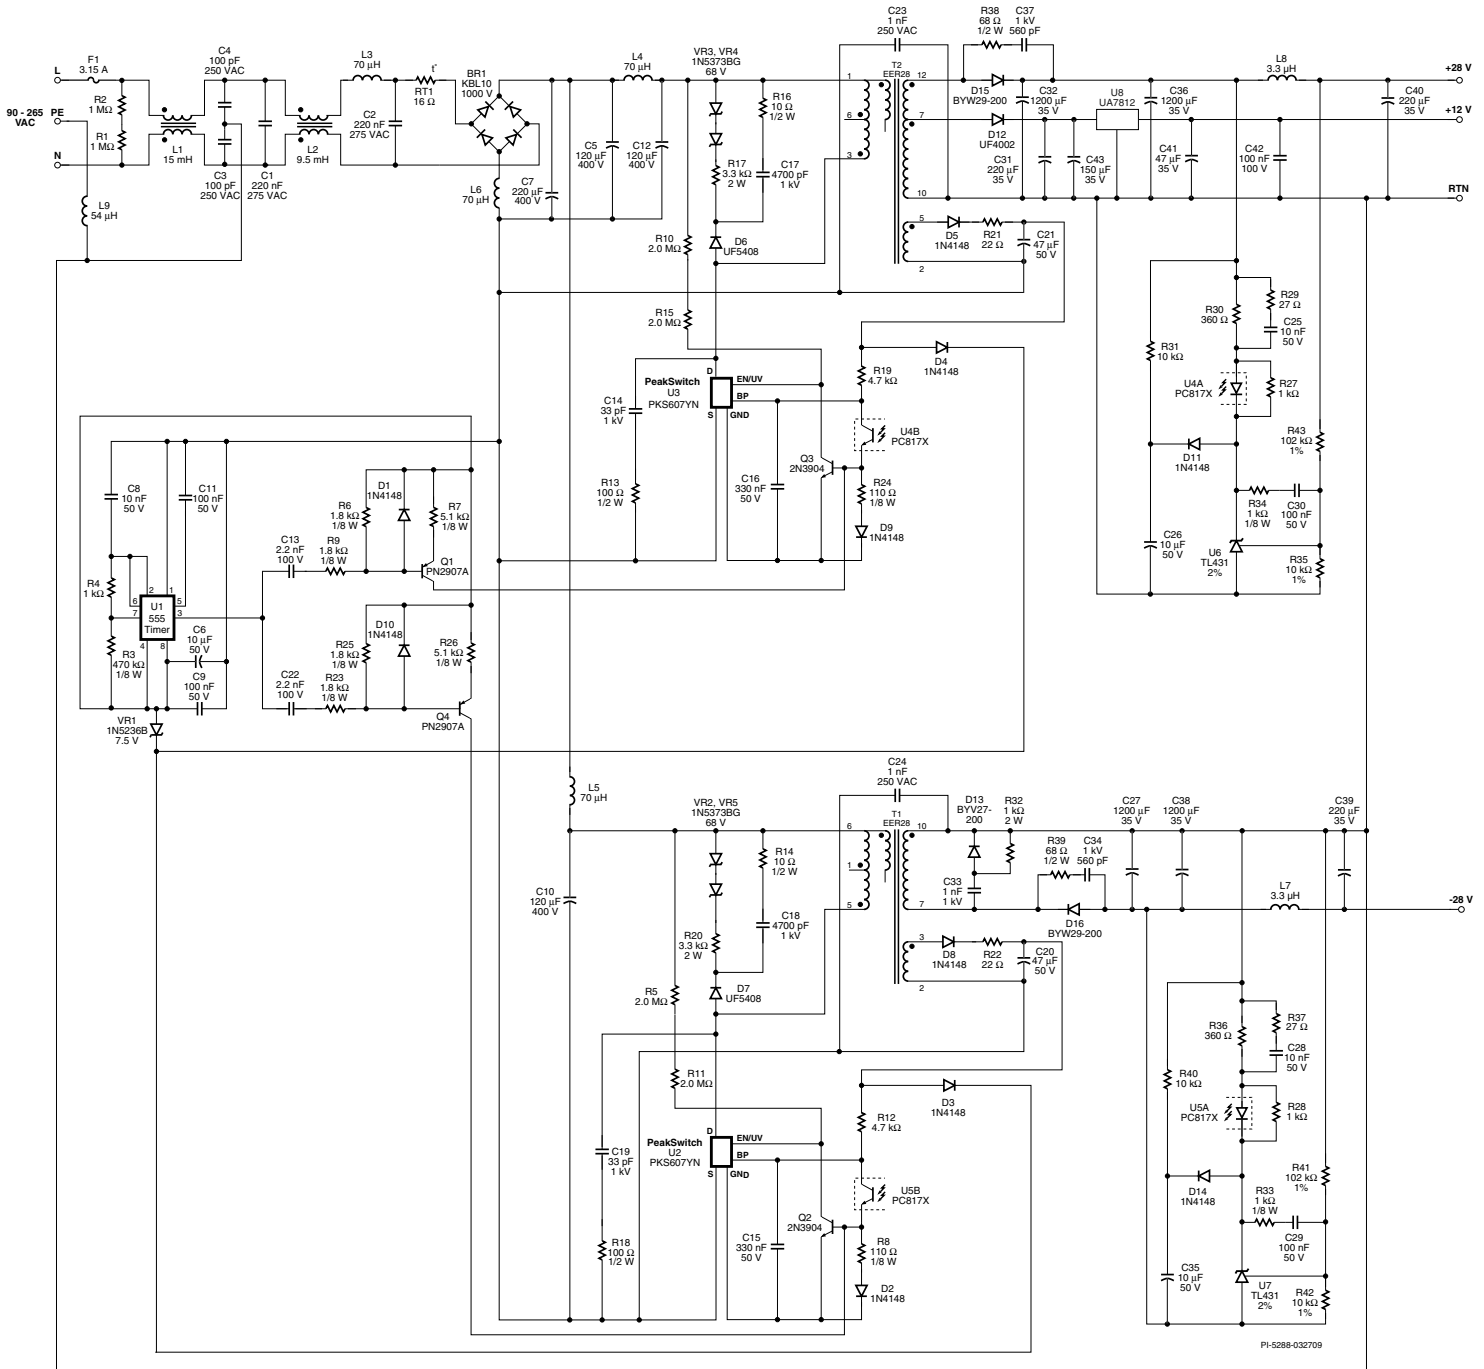 C23
1 nF
250 VAC
R38
68 Ω
1/2 W
C37
1 kV
560 pF
F1
3.15 A
C4
100 pF
250 VAC
L3
70 µH
t°
RT1
16 Ω
BR1
KBL10
1000 V
L4
70 µH
VR3, VR4
1N5373BG
68 V
L8
3.3 µH
+28 V
L
90 - 265
VAC
PE
N
R2
1 MΩ
R1
1 MΩ
L1
15 mH
C3
100 pF
250 VAC
C1
220 nF
275 VAC
L2
9.5 mH
C2
220 nF
275 VAC
L9
54 µH
L6
70 µH
C7
220 µF
400 V
C5
120 µF
400 V
C12
120 µF
400 V
R16
10 Ω
1/2 W
R17
3.3 kΩ
2 W
C17
4700 pF
1 kV
1
6
3
T2
EER28
12
7
10
5
2
D15
BYW29-200
D12
UF4002
C32
1200 µF
35 V
C31
220 µF
35 V
C43
150 µF
35 V
U8
UA7812
C36
1200 µF
35 V
C41
47 µF
35 V
C42
100 nF
100 V
C40
220 µF
35 V
+12 V
RTN
R10
2.0 MΩ
D6
UF5408
D5
1N4148
R21
22 Ω
C21
47 µF
50 V
R15
2.0 MΩ
D4
1N4148
R19
4.7 kΩ
PeakSwitch
U3
PKS607YN
D
S
EN/UV
BP
GND
C14
33 pF
1 kV
R13
100 Ω
1/2 W
C16
330 nF
50 V
Q3
2N3904
U4B
PC817X
R24
110 Ω
1/8 W
D9
1N4148
R31
10 kΩ
R30
360 Ω
R29
27 Ω
C25
10 nF
50 V
U4A
PC817X
R27
1 kΩ
R43
102 kΩ
1%
D11
1N4148
R34
1 kΩ
1/8 W
C30
100 nF
50 V
C26
10 µF
50 V
U6
TL431
2%
R35
10 kΩ
1%
C8
10 nF
50 V
C11
100 nF
50 V
R4
1 kΩ
R3
470 kΩ
1/8 W
2
1
6
5
7
3
4
8
U1
555
Timer
C6
10 µF
50 V
C9
100 nF
50 V
VR1
1N5236B
7.5 V
C13
2.2 nF
100 V
R9
1.8 kΩ
1/8 W
R6
1.8 kΩ
1/8 W
D1
1N4148
R7
5.1 kΩ
1/8 W
Q1
PN2907A
C22
2.2 nF
100 V
R23
1.8 kΩ
1/8 W
R25
1.8 kΩ
1/8 W
D10
1N4148
R26
5.1 kΩ
1/8 W
Q4
PN2907A
L5
70 µH
C10
120 µF
400 V
VR2, VR5
1N5373BG
68 V
R14
10 Ω
1/2 W
R20
3.3 kΩ
2 W
C18
4700 pF
1 kV
C24
1 nF
250 VAC
6
1
5
T1
EER28
10
7
3
2
D13
BYV27-
200
R32
1 kΩ
2 W
C33
1 nF
1 kV
R39
68 Ω
1/2 W
C34
1 kV
560 pF
D16
BYW29-200
C27
1200 µF
35 V
C38
1200 µF
35 V
L7
3.3 µH
C39
220 µF
35 V
-28 V
R5
2.0 MΩ
D7
UF5408
D8
1N4148
R22
22 Ω
C20
47 µF
50 V
R11
2.0 MΩ
D3
1N4148
R12
4.7 kΩ
PeakSwitch
U2
PKS607YN
D
S
EN/UV
BP
GND
C19
33 pF
1 kV
R18
100 Ω
1/2 W
C15
330 nF
50 V
Q2
2N3904
U5B
PC817X
R8
110 Ω
1/8 W
D2
1N4148
R40
10 kΩ
R36
360 Ω
R37
27 Ω
C28
10 nF
50 V
U5A
PC817X
R28
1 kΩ
R41
102 kΩ
1%
D14
1N4148
R33
1 kΩ
1/8 W
C29
100 nF
50 V
C35
10 µF
50 V
U7
TL431
2%
R42
10 kΩ
1%
PI-5288-032709